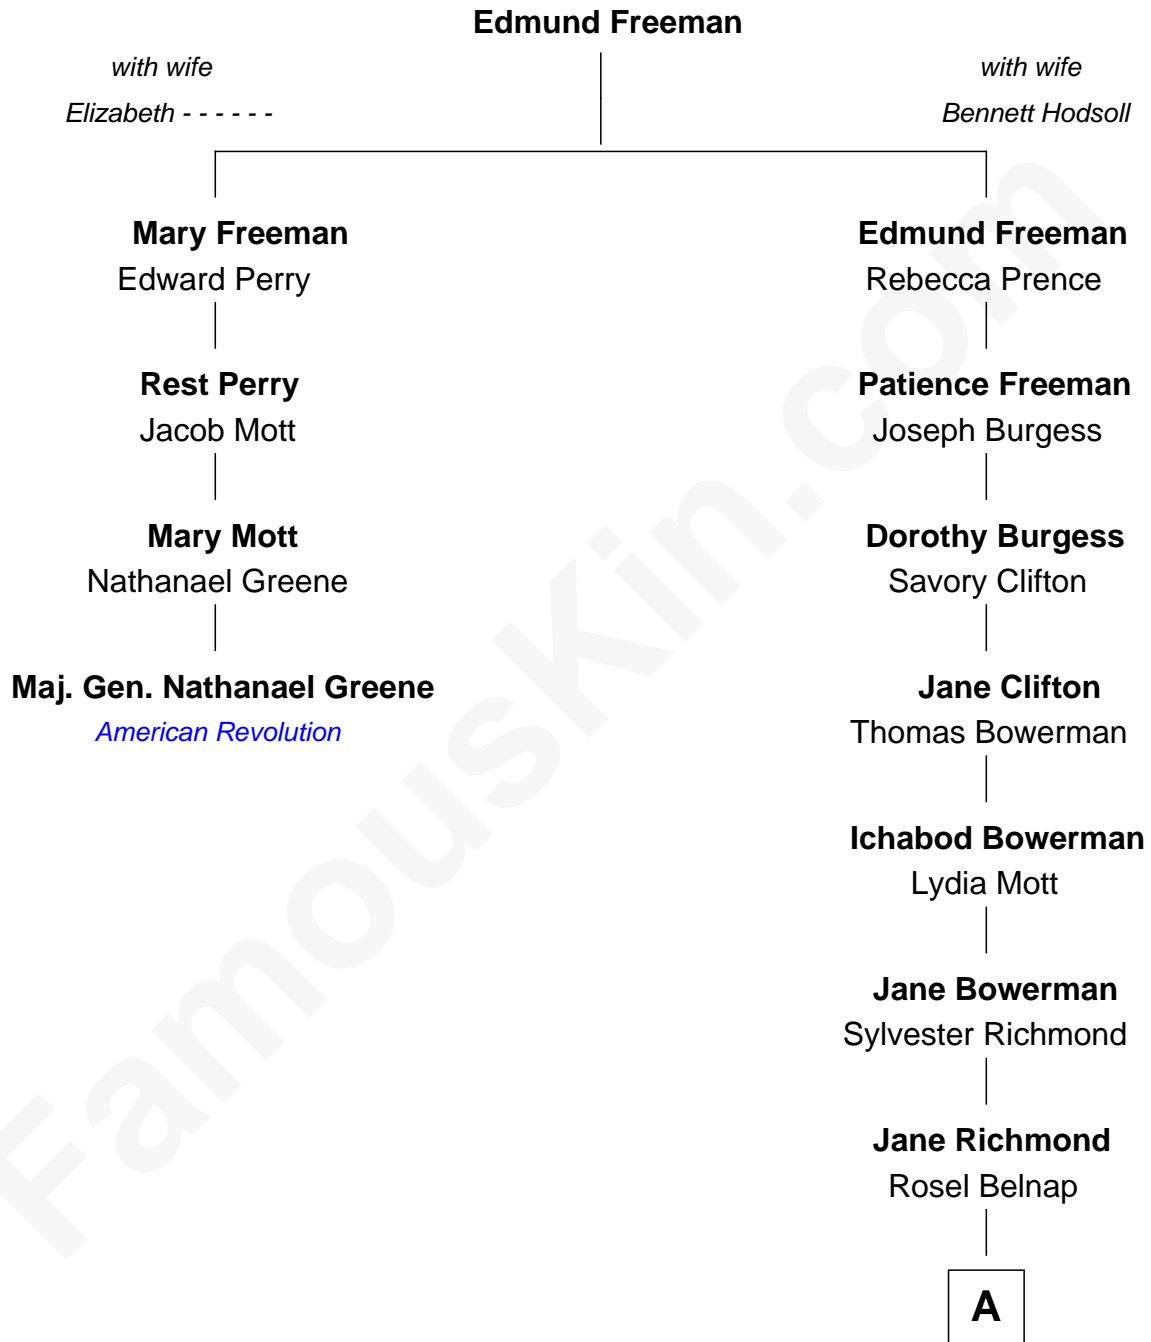 Edmund Freeman
with wife
Elizabeth - - - - - -
with wife
Bennett Hodsoll
Mary Freeman
Edward Perry
Rest Perry
Jacob Mott
Mary Mott
Nathanael Greene
Maj. Gen. Nathanael Greene
American Revolution
Edmund Freeman
Rebecca Prence
Patience Freeman
Joseph Burgess
Dorothy Burgess
Savory Clifton
Jane Clifton
Thomas Bowerman
Ichabod Bowerman
Lydia Mott
Jane Bowerman
Sylvester Richmond
Jane Richmond
Rosel Belnap
A
FamousKin.com